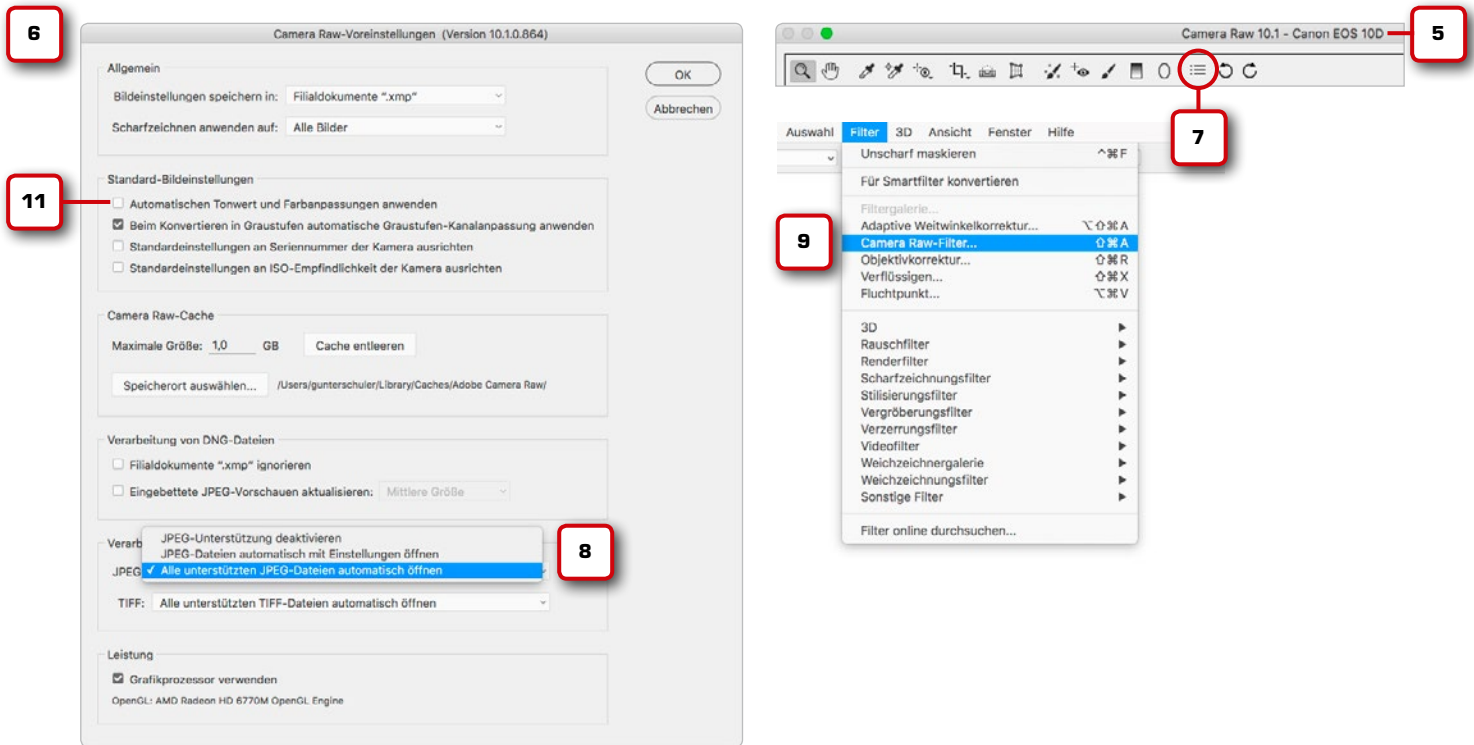 6
Camera Raw-Voreinstellungen (Version 10.1.0.864)
Allgemein
Bildeinstellungen speichern in: Filialdokumente “.xmp”
Scharfzeichnen anwenden auf: Alle Bilder
OK
Abbrechen
11
Standard-Bildeinstellungen
Automatischen Tonwert und Farbanpassungen anwenden
Beim Konvertieren in Graustufen automatische Graustufen-Kanalanpassung anwenden
Standardeinstellungen an Seriennummer der Kamera ausrichten
Standardeinstellungen an ISO-Empfindlichkeit der Kamera ausrichten
Camera Raw-Cache
Maximale Größe: 1,0 GB Cache entleeren
Speicherort auswählen... /Users/gunterschuler/Library/Caches/Adobe Camera Raw/
Verarbeitung von DNG-Dateien
Filialdokumente “.xmp” ignorieren
Eingebettete JPEG-Vorschauen aktualisieren: Mittlere Größe
Verarb
JPEG-Unterstützung deaktivieren
JPEG-Dateien automatisch mit Einstellungen öffnen
JPEG ✓ Alle unterstützten JPEG-Dateien automatisch öffnen
8
TIFF: Alle unterstützten TIFF-Dateien automatisch öffnen
Leistung
Grafikprozessor verwenden
OpenGL: AMD Radeon HD 6770M OpenGL Engine
Camera Raw 10.1 - Canon EOS 10D
5
7
Auswahl Filter 3D Ansicht Fenster Hilfe
Unscharf maskieren ^⌘F
Für Smartfilter konvertieren
Filtergalerie...
Adaptive Weitwinkelkorrektur... ⌥⇧⌘A
9
Camera Raw-Filter... ⇧⌘A
Objektivkorrektur... ⇧⌘R
Verflüssigen... ⇧⌘X
Fluchtpunkt... ⌥⌘V
3D
Rauschfilter
Renderfilter
Scharfzeichnungsfilter
Stilisierungsfilter
Vergröberungsfilter
Verzerrungsfilter
Videofilter
Weichzeichnergalerie
Weichzeichnungsfilter
Sonstige Filter
Filter online durchsuchen...